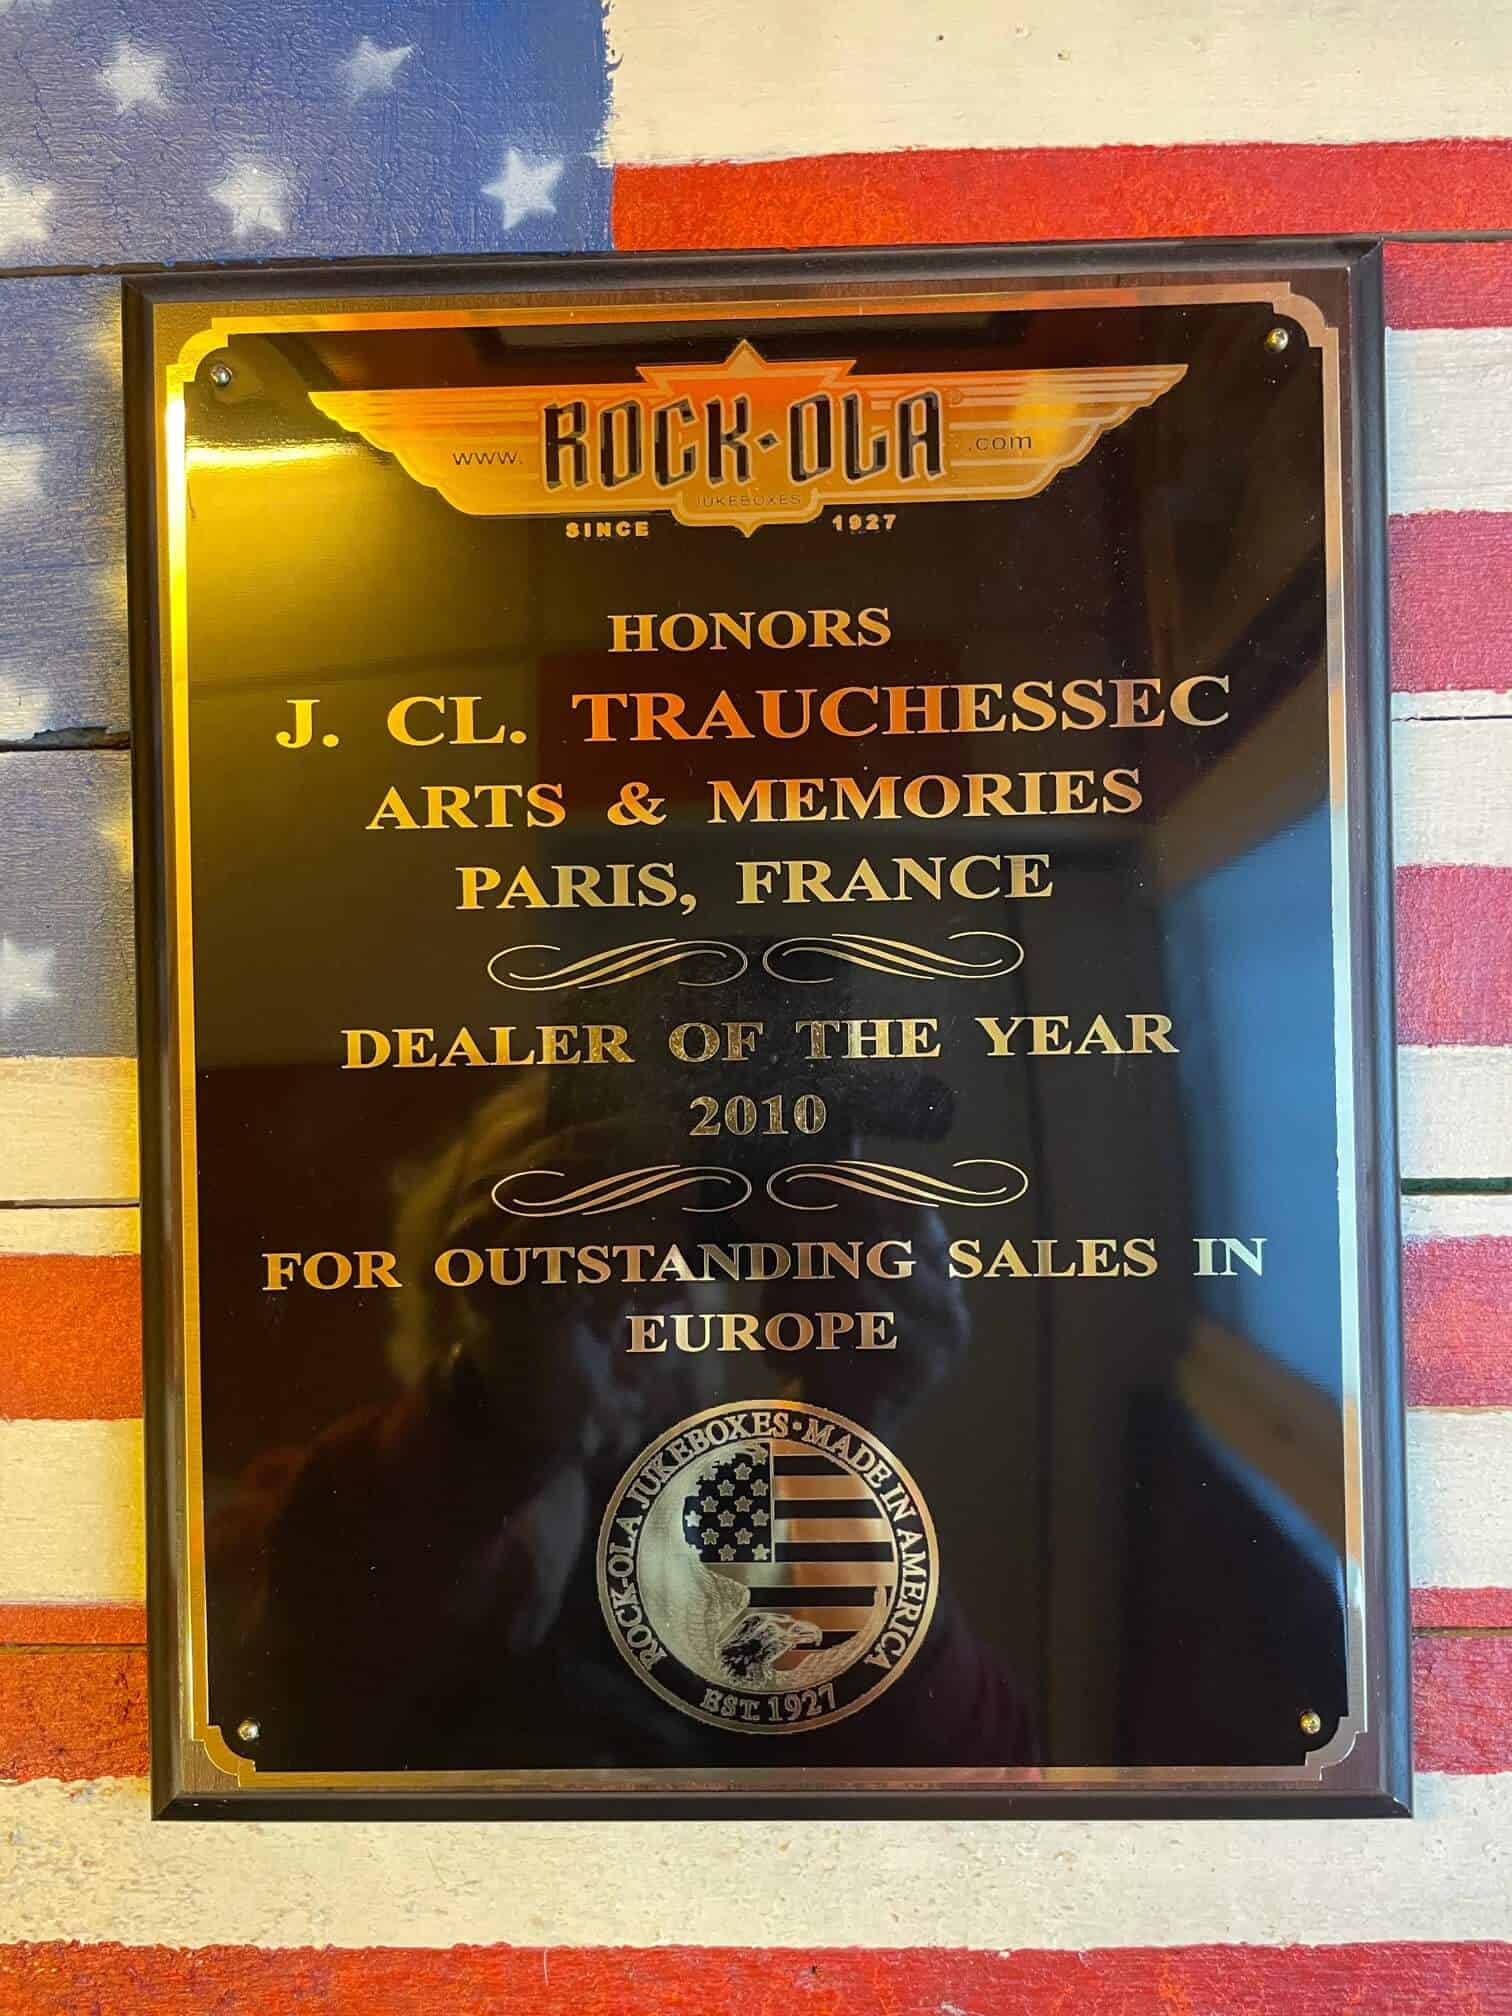 www. ROCK-OLA® .com
JUKEBOXES
SINCE 1927
HONORS
J. CL. TRAUCHESSEC
ARTS & MEMORIES
PARIS, FRANCE
DEALER OF THE YEAR
2010
FOR OUTSTANDING SALES IN
EUROPE
ROCK-OLA JUKEBOXES·MADE IN AMERICA
EST. 1927